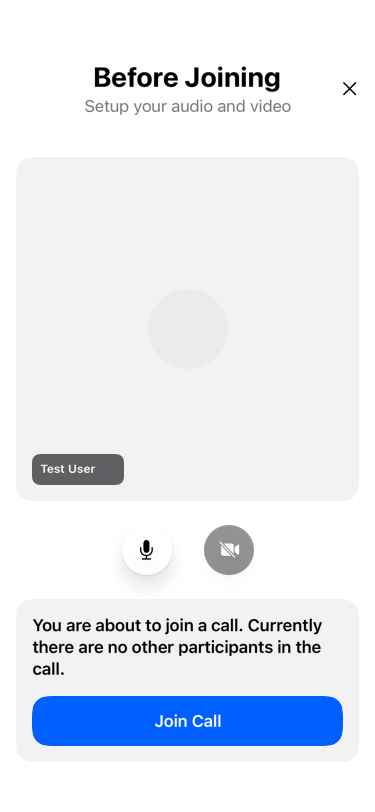 Before Joining
Setup your audio and video
Test User
You are about to join a call. Currently
there are no other participants in the
call.
Join Call